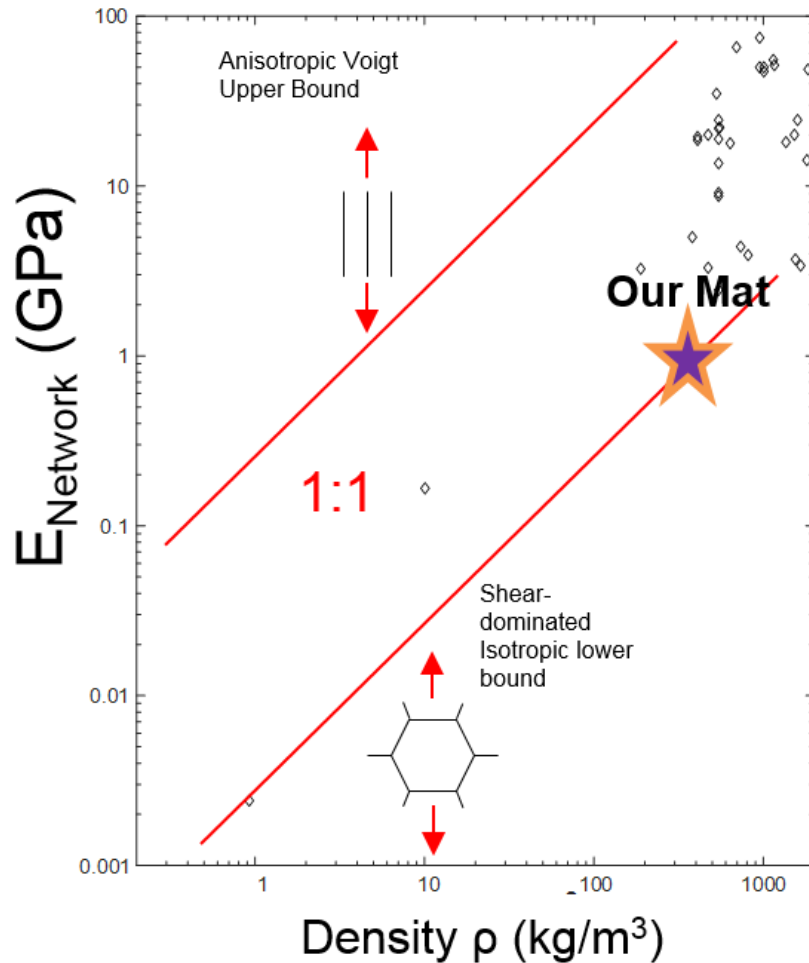 100
10
1
0.1
0.01
0.001
E_Network (GPa)
Anisotropic Voigt
Upper Bound
Our Mat
1:1
Shear-
dominated
Isotropic lower
bound
1
10
100
1000
Density ρ (kg/m³)